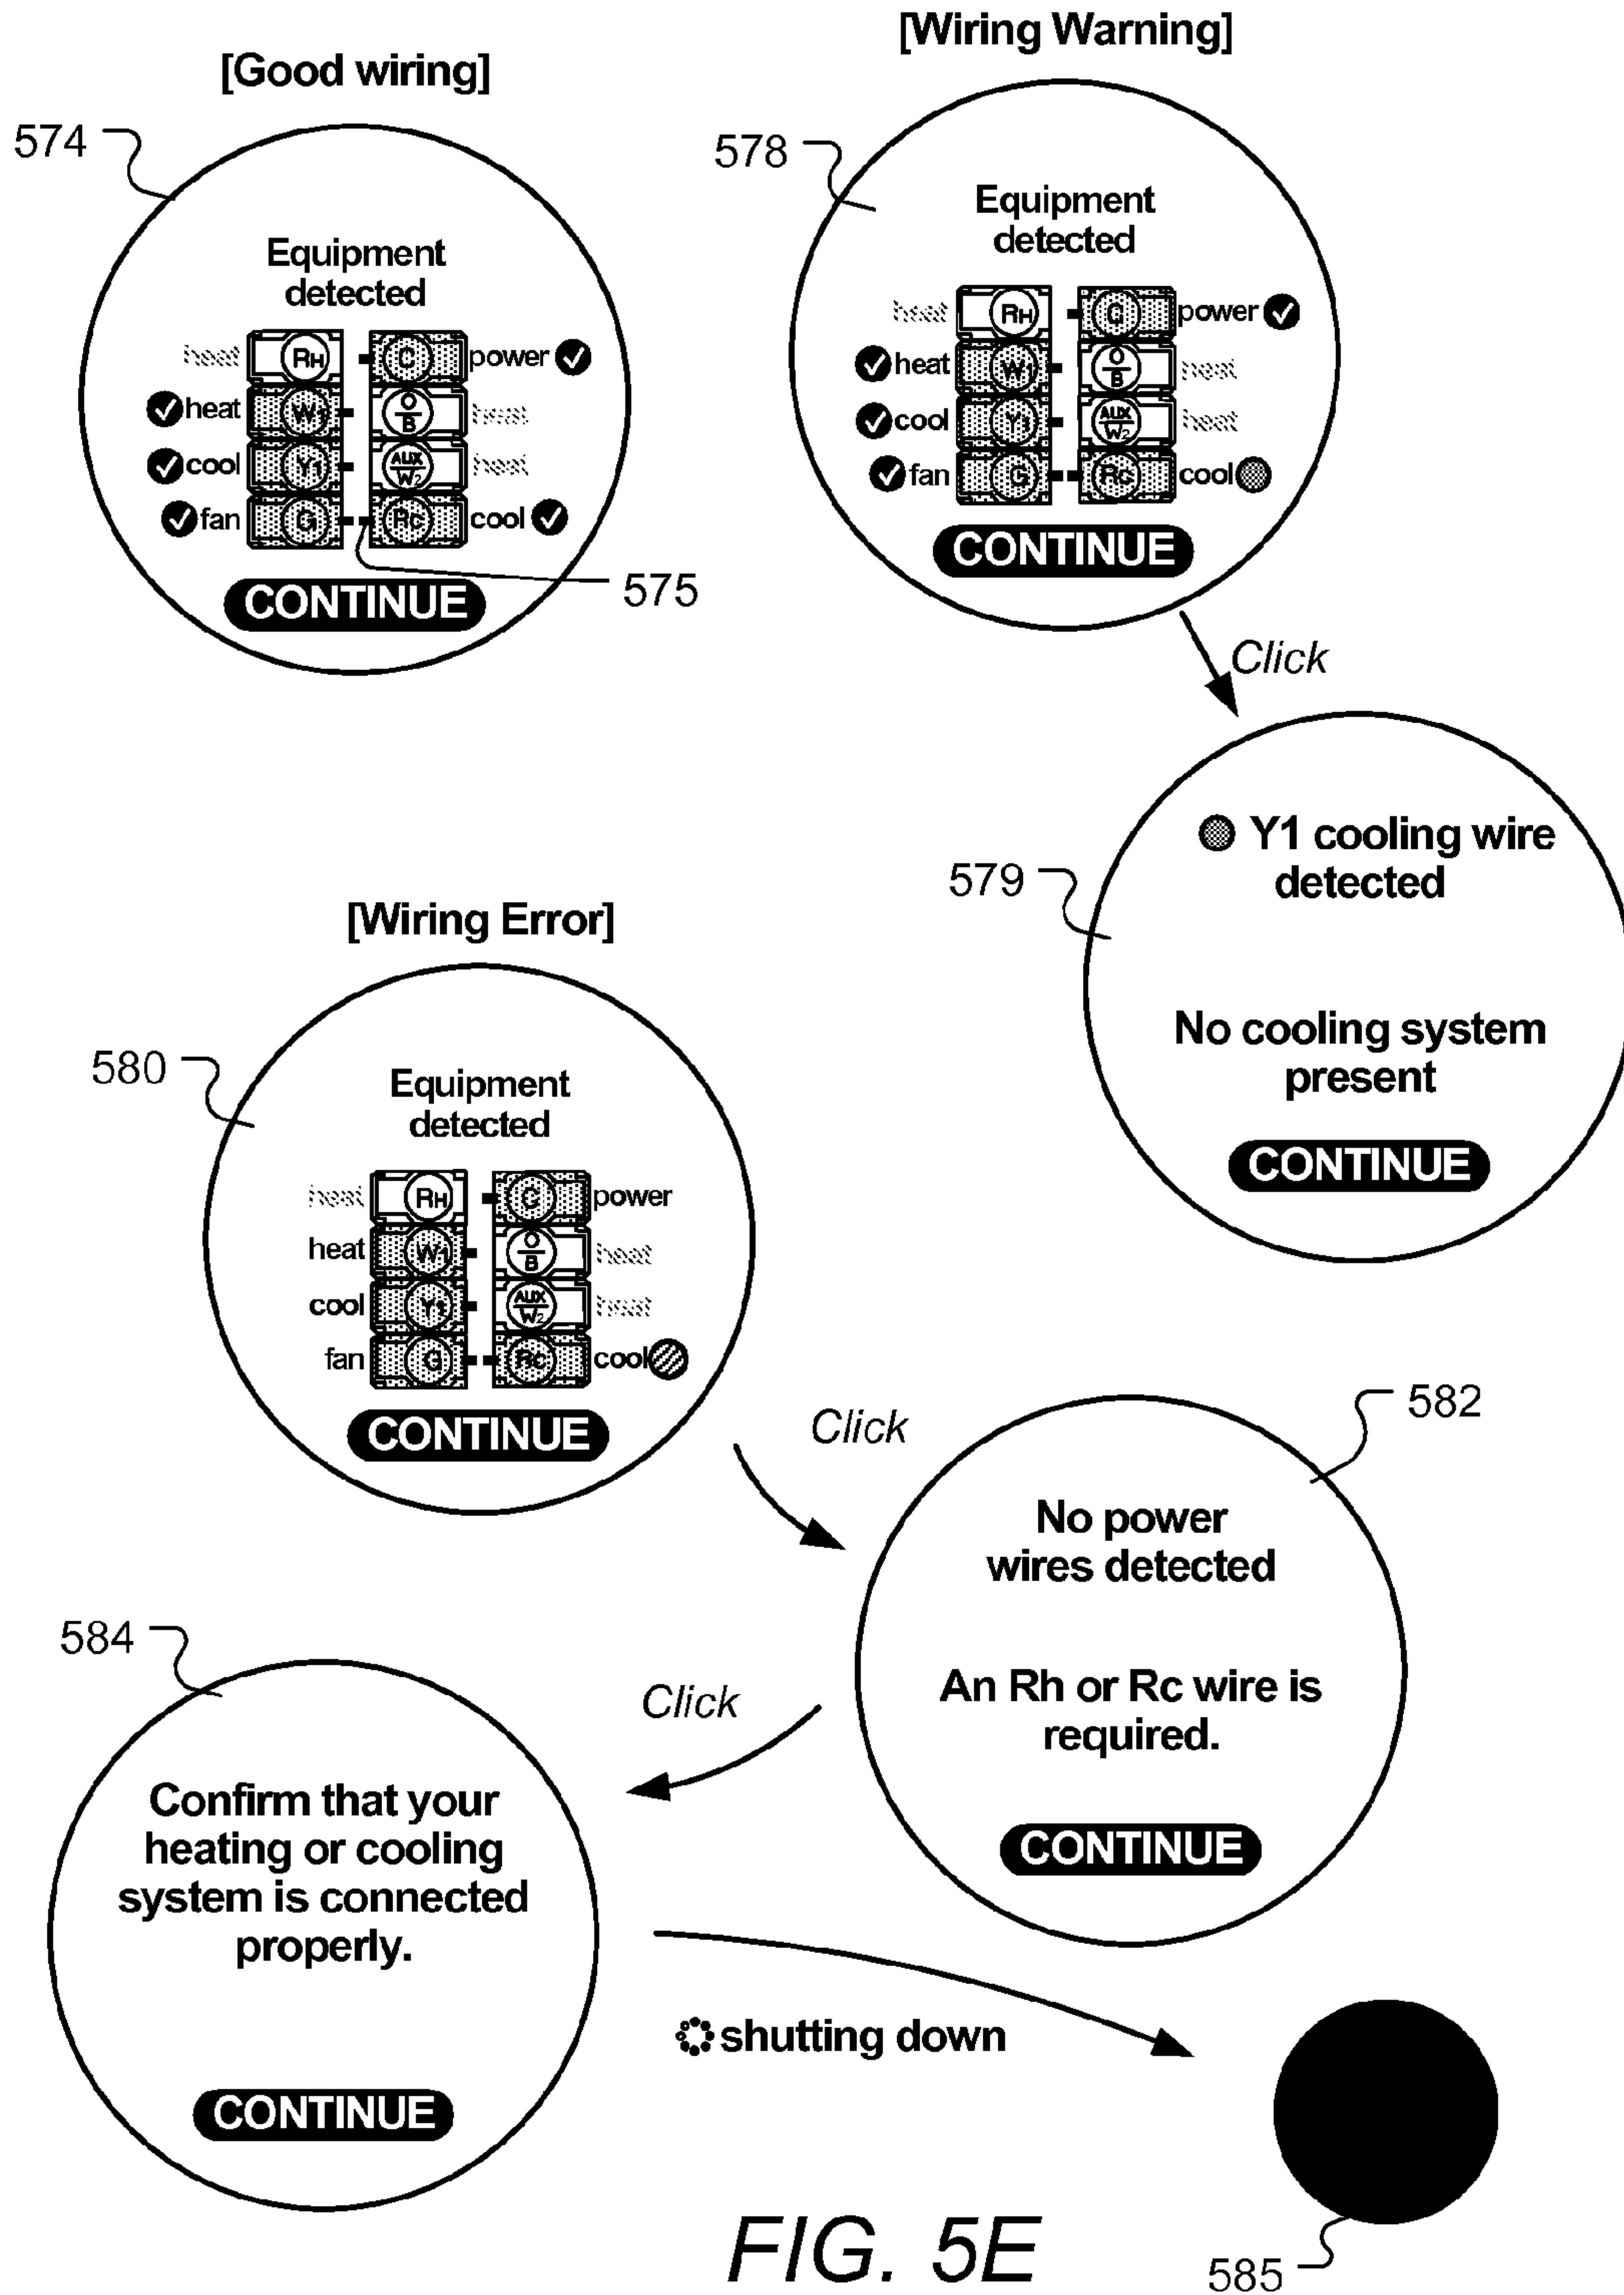 [Wiring Warning]
[Good wiring]
574
578
Equipment
detected
heat RH C power
heat W1 O/B heat
cool Y1 AUX/W2 heat
fan G Rc cool
CONTINUE
575
Equipment
detected
heat RH G power
heat W1 O/B heat
cool Y1 AUX/W2 heat
fan G Rc cool
CONTINUE
Click
579
Y1 cooling wire
detected
No cooling system
present
CONTINUE
[Wiring Error]
580
Equipment
detected
heat RH G power
heat W1 O/B heat
cool Y1 AUX/W2 heat
fan G Rc cool
CONTINUE
Click
582
No power
wires detected
An Rh or Rc wire is
required.
CONTINUE
Click
584
Confirm that your
heating or cooling
system is connected
properly.
CONTINUE
shutting down
585
FIG. 5E